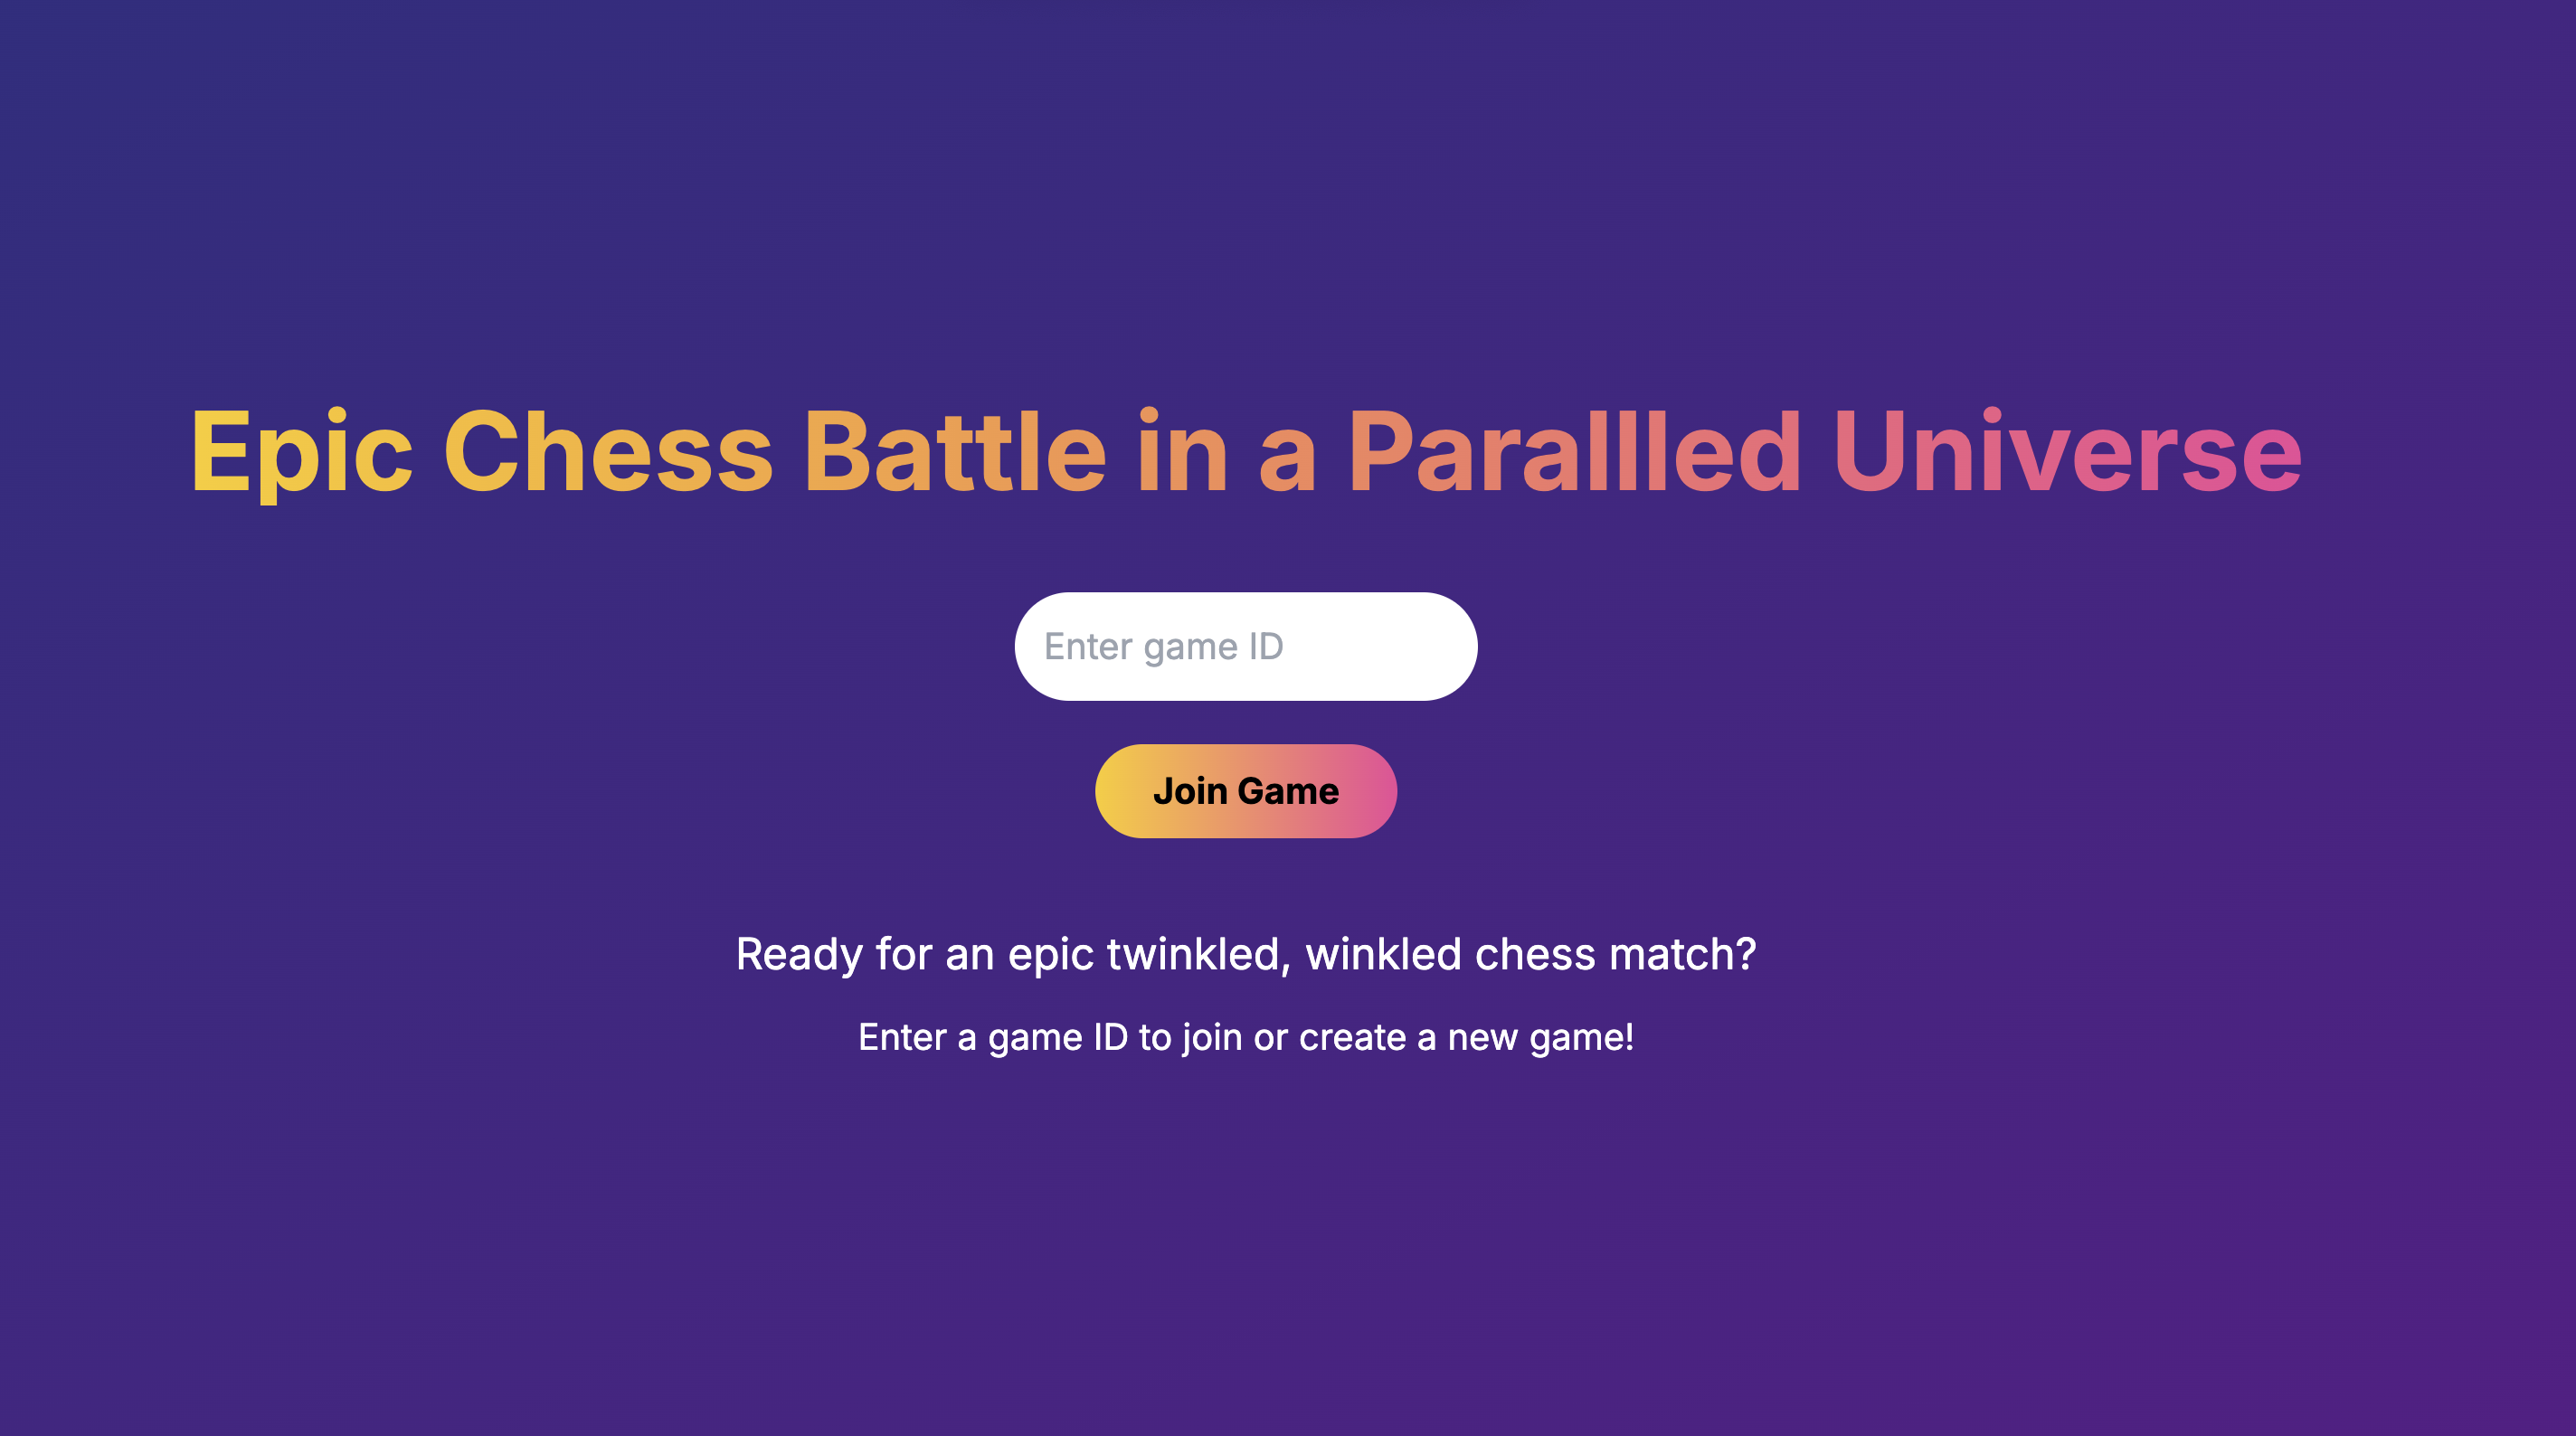 Epic Chess Battle in a Parallled Universe
Enter game ID
Join Game
Ready for an epic twinkled, winkled chess match?
Enter a game ID to join or create a new game!